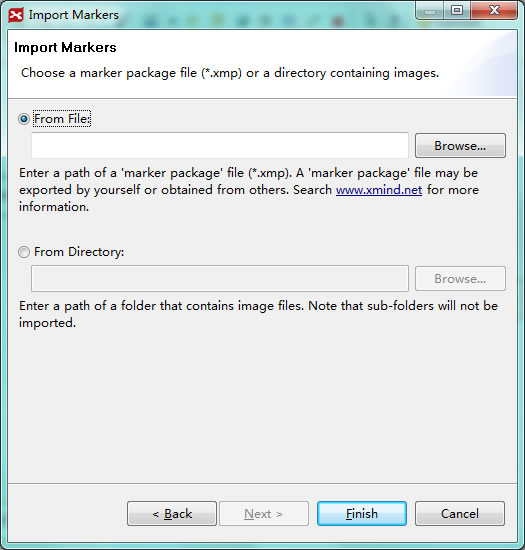 Import Markers
Import Markers
Choose a marker package file (*.xmp) or a directory containing images.
From File:
Browse...
Enter a path of a 'marker package' file (*.xmp). A 'marker package' file may be
exported by yourself or obtained from others. Search www.xmind.net for more
information.
From Directory:
Browse...
Enter a path of a folder that contains image files. Note that sub-folders will not be
imported.
< Back
Next >
Finish
Cancel